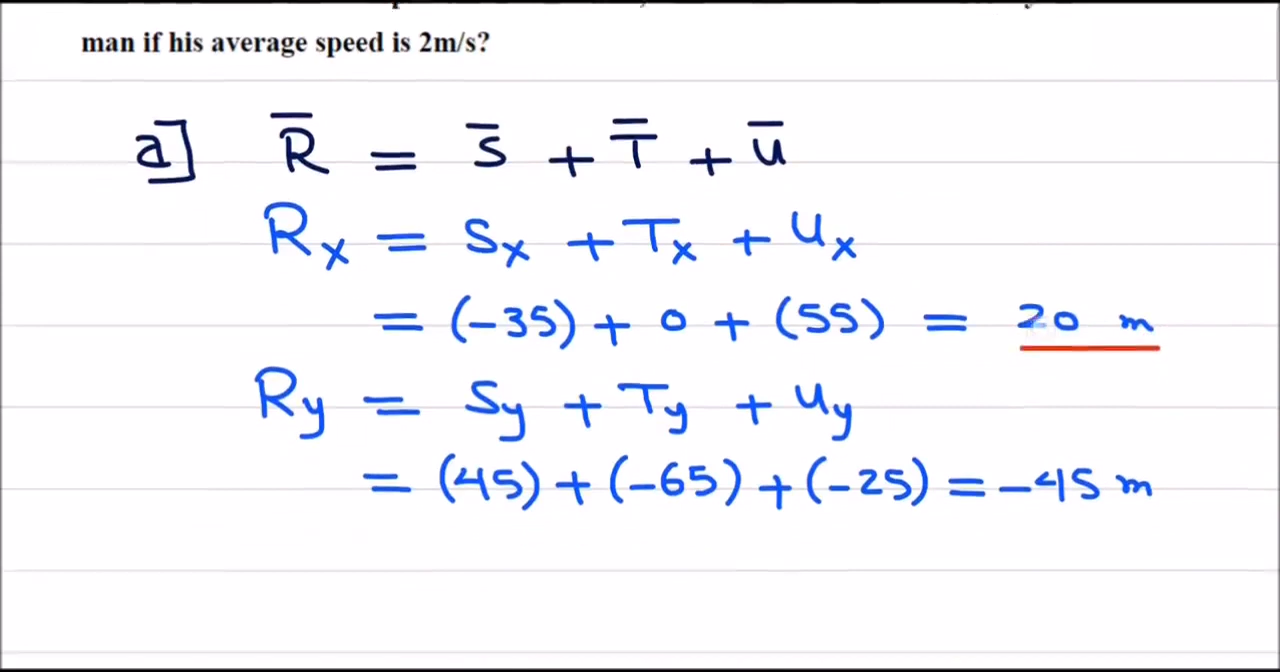 man if his average speed is 2m/s?
a] R̅ = S̅ + T̿ + u̅
Rx = Sx + Tx + Ux
= (-35) + 0 + (55) = 20 m
Ry = Sy + Ty + Uy
= (45) + (-65) + (-25) = -45 m